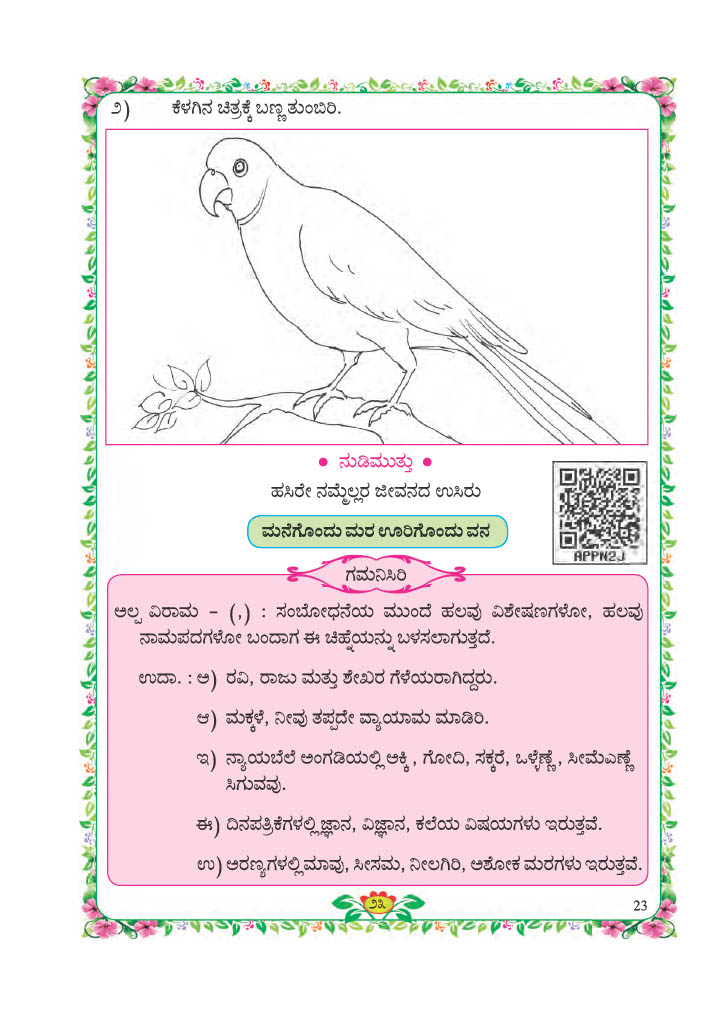 ೨) ಕೆಳಗಿನ ಚಿತ್ರಕ್ಕೆ ಬಣ್ಣ ತುಂಬಿರಿ.
• ನುಡಿಮುತ್ತು •
ಹಸಿರೇ ನಮ್ಮೆಲ್ಲರ ಜೀವನದ ಉಸಿರು
ಮನೆಗೊಂದು ಮರ ಊರಿಗೊಂದು ವನ
APPN2J
ಗಮನಿಸಿರಿ
ಅಲ್ಪ ವಿರಾಮ – (,) : ಸಂಬೋಧನೆಯ ಮುಂದೆ ಹಲವು ವಿಶೇಷಣಗಳೋ, ಹಲವು
ನಾಮಪದಗಳೋ ಬಂದಾಗ ಈ ಚಿಹ್ನೆಯನ್ನು ಬಳಸಲಾಗುತ್ತದೆ.
ಉದಾ. : ಅ) ರವಿ, ರಾಜು ಮತ್ತು ಶೇಖರ ಗೆಳೆಯರಾಗಿದ್ದರು.
ಆ) ಮಕ್ಕಳೆ, ನೀವು ತಪ್ಪದೇ ವ್ಯಾಯಾಮ ಮಾಡಿರಿ.
ಇ) ನ್ಯಾಯಬೆಲೆ ಅಂಗಡಿಯಲ್ಲಿ ಅಕ್ಕಿ , ಗೋದಿ, ಸಕ್ಕರೆ, ಒಳ್ಳೆಣ್ಣೆ , ಸೀಮೆಎಣ್ಣೆ
ಸಿಗುವವು.
ಈ) ದಿನಪತ್ರಿಕೆಗಳಲ್ಲಿ ಜ್ಞಾನ, ವಿಜ್ಞಾನ, ಕಲೆಯ ವಿಷಯಗಳು ಇರುತ್ತವೆ.
ಉ) ಅರಣ್ಯಗಳಲ್ಲಿ ಮಾವು, ಸೀಸಮ, ನೀಲಗಿರಿ, ಅಶೋಕ ಮರಗಳು ಇರುತ್ತವೆ.
೨೩
23